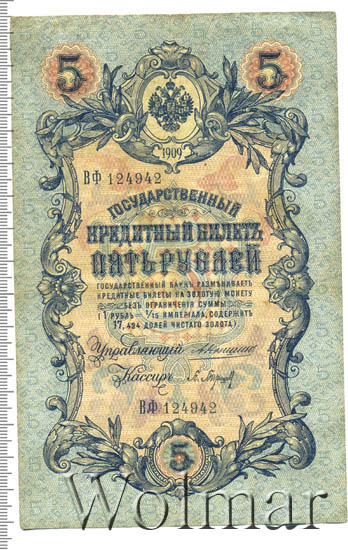 5 5
1909
ВФ 124942
ГОСУДАРСТВЕННЫЙ
КРЕДИТНЫЙ БИЛЕТЪ
ПЯТЬ РУБЛЕЙ
ГОСУДАРСТВЕННЫЙ БАНКЪ РАЗМѢНИВАЕТЪ
КРЕДИТНЫЕ БИЛЕТЫ НА ЗОЛОТУЮ МОНЕТУ
БЕЗЪ ОГРАНИЧЕНІЯ СУММЫ
(1 РУБЛЬ = 1/15 ИМПЕРІАЛА, СОДЕРЖИТЪ
17,424 ДОЛЕЙ ЧИСТАГО ЗОЛОТА)
Управляющій
Кассиръ
ВФ 124942
5
Wolmar